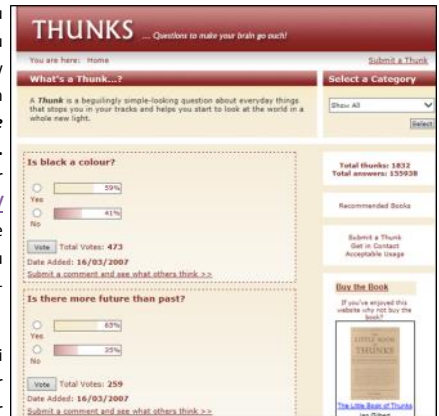 THUNKS ... Questions to make your brain go ouch!
You are here: Home
Submit a Thunk
What's a Thunk...?
A Thunk is a beguilingly simple-looking question about everyday things
that stops you in your tracks and helps you start to look at the world in a
whole new light.
Is black a colour?
59%
Yes
41%
No
Vote Total Votes: 473
Date Added: 16/03/2007
Submit a comment and see what others think >>
Is there more future than past?
Yes
No
Vote Total Votes: 259
Date Added: 16/03/2007
Submit a comment and see what others think >>
Select a Category
Show All
Select
Total thunks: 1832
Total answers: 155938
Recommended Books
Submit a Thunk
Get in Contact
Acceptable Usage
Buy the Book
If you've enjoyed this
website why not buy the
book?
LITTLE BOOK
THUNKS
The Little Book of Thunks
Ian Gilbert